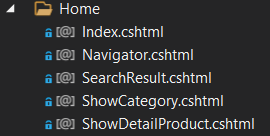 Home
[@] Index.cshtml
[@] Navigator.cshtml
[@] SearchResult.cshtml
[@] ShowCategory.cshtml
[@] ShowDetailProduct.cshtml